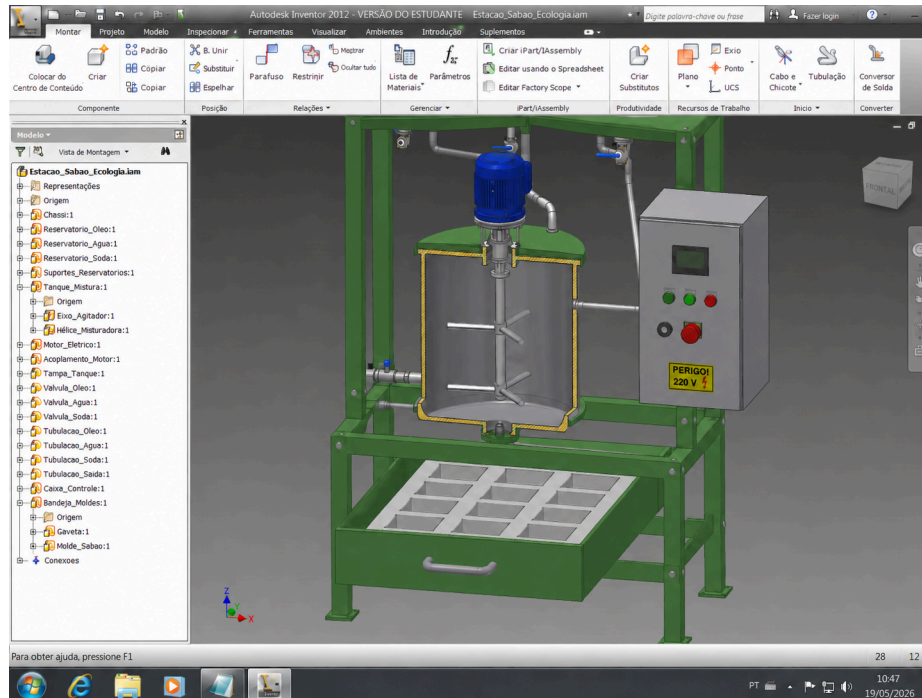 Autodesk Inventor 2012 - VERSÃO DO ESTUDANTE Estacao_Sabao_Ecologia.iam
Digite palavra-chave ou frase
Fazer login
Montar Projeto Modelo Inspecionar Ferramentas Visualizar Ambientes Introdução Suplementos
Colocar do
Centro de Conteúdo
Criar
Padrão
Cópiar
Copiar
Componente
B. Unir
Substituir
Espelhar
Posição
Parafuso
Restrinir
Megtrar
Ocultar tudo
Relações
Lista de
Materiais
Parâmetros
Gerenciar
Criar iPart/iAssembly
Editar usando o Spreadsheet
Editar Factory Scope
iPart/iAssembly
Criar
Substitutos
Produtividade
Plano
Exio
Ponto
UCS
Recursos de Trabalho
Cabo e
Chicote
Tubulação
Inicio
Conversor
de Solda
Converter
Modelo
Vista de Montagem
Estacao_Sabao_Ecologia.iam
Representações
Origem
Chassi:1
Reservatorio_Oleo:1
Reservatorio_Agua:1
Reservatorio_Soda:1
Suportes_Reservatorios:1
Tanque_Mistura:1
Origem
Eixo_Agitador:1
Hélice_Misturadora:1
Motor_Eletrico:1
Acoplamento_Motor:1
Tampa_Tanque:1
Valvula_Oleo:1
Valvula_Agua:1
Valvula_Soda:1
Tubulacao_Oleo:1
Tubulacao_Agua:1
Tubulacao_Soda:1
Tubulacao_Saida:1
Caixa_Controle:1
Bandeja_Moldes:1
Origem
Gaveta:1
Molde_Sabao:1
Conexoes
FRONTAL
PERIGO!
220 V
Z
Y
X
Para obter ajuda, pressione F1
28 12
PT
10:47
19/05/2026